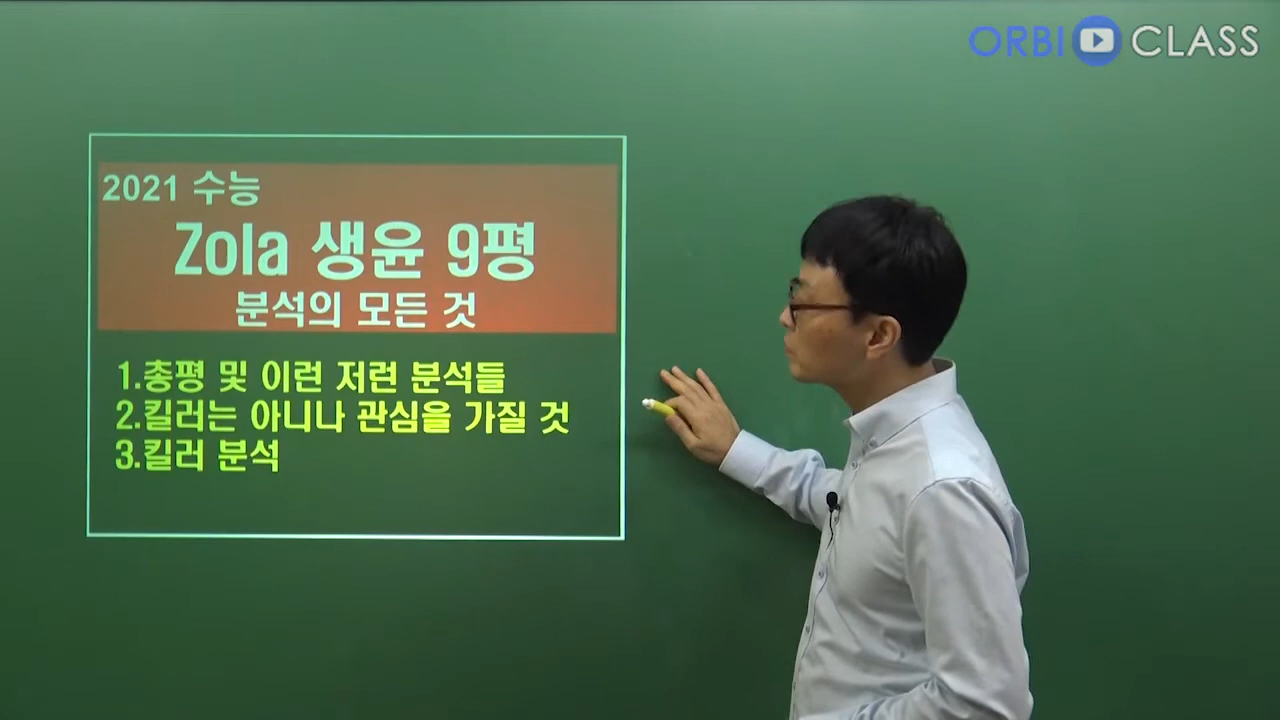 ORBI CLASS
2021 수능
Zola 생윤 9평
분석의 모든 것
1.총평 및 이런 저런 분석들
2.킬러는 아니나 관심을 가질 것
3.킬러 분석